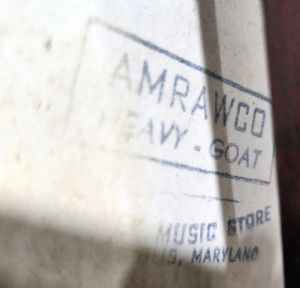 AMRAWCO
HEAVY - GOAT
MUSIC STORE
MARYLAND